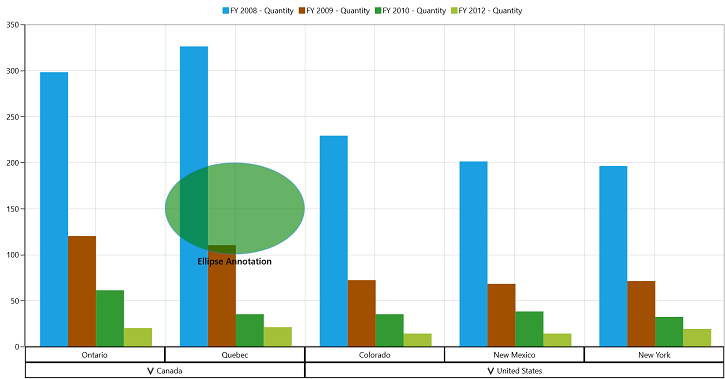 FY 2008 - Quantity FY 2009 - Quantity FY 2010 - Quantity FY 2012 - Quantity
350
300
250
200
150
100
50
0
Ellipse Annotation
Ontario Quebec Colorado New Mexico New York
Canada United States